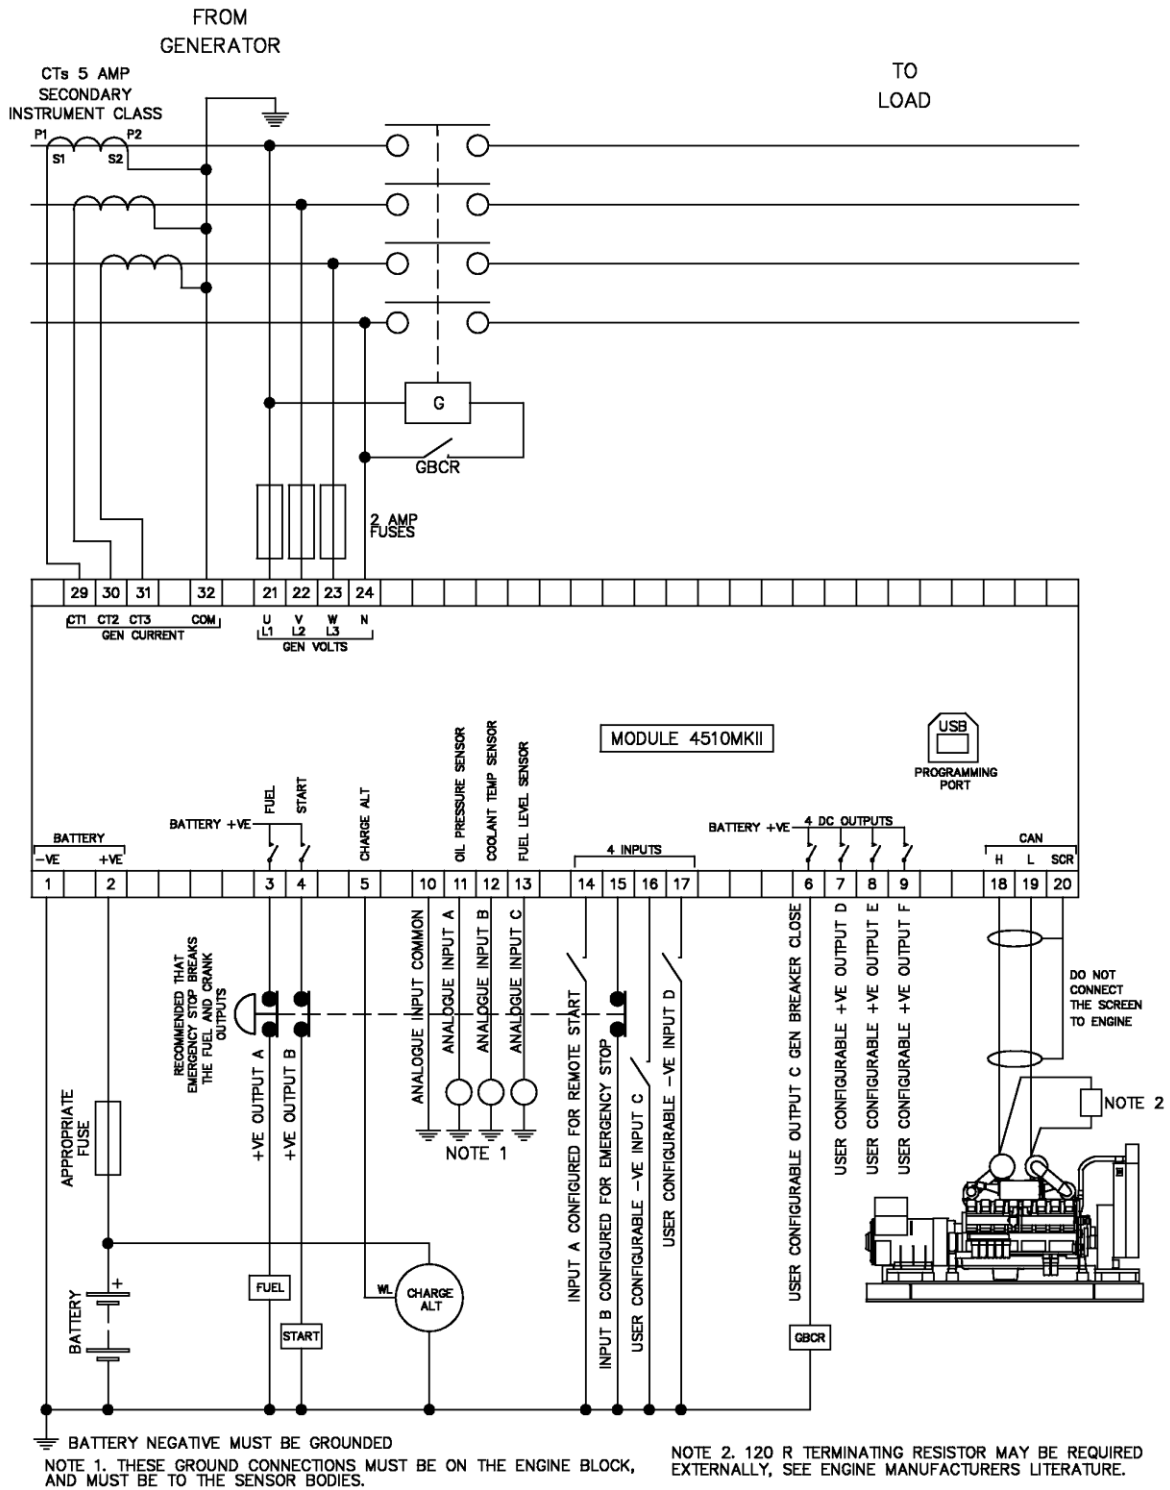 FROM
GENERATOR
CTs 5 AMP
SECONDARY
INSTRUMENT CLASS
TO
LOAD
P1
P2
S1
S2
G
GBCR
2 AMP
FUSES
29 30 31 32 21 22 23 24
CT1 CT2 CT3 COM
GEN CURRENT
U V W N
L1 L2 L3
GEN VOLTS
MODULE 4510MKII
USB
PROGRAMMING
PORT
FUEL
START
CHARGE ALT
OIL PRESSURE SENSOR
COOLANT TEMP SENSOR
FUEL LEVEL SENSOR
BATTERY +VE
BATTERY +VE
4 DC OUTPUTS
BATTERY
-VE +VE
4 INPUTS
CAN
H L SCR
1 2 3 4 5 10 11 12 13 14 15 16 17 6 7 8 9 18 19 20
RECOMMENDED THAT
EMERGENCY STOP BREAKS
THE FUEL AND CRANK
OUTPUTS
+VE OUTPUT A
+VE OUTPUT B
ANALOGUE INPUT COMMON
ANALOGUE INPUT A
ANALOGUE INPUT B
ANALOGUE INPUT C
NOTE 1
INPUT A CONFIGURED FOR REMOTE START
INPUT B CONFIGURED FOR EMERGENCY STOP
USER CONFIGURABLE -VE INPUT C
USER CONFIGURABLE -VE INPUT D
USER CONFIGURABLE OUTPUT C GEN BREAKER CLOSE
USER CONFIGURABLE +VE OUTPUT D
USER CONFIGURABLE +VE OUTPUT E
USER CONFIGURABLE +VE OUTPUT F
DO NOT
CONNECT
THE SCREEN
TO ENGINE
NOTE 2
APPROPRIATE
FUSE
BATTERY
+
FUEL
START
WL
CHARGE
ALT
GBCR
BATTERY NEGATIVE MUST BE GROUNDED
NOTE 1. THESE GROUND CONNECTIONS MUST BE ON THE ENGINE BLOCK,
AND MUST BE TO THE SENSOR BODIES.
NOTE 2. 120 R TERMINATING RESISTOR MAY BE REQUIRED
EXTERNALLY, SEE ENGINE MANUFACTURERS LITERATURE.